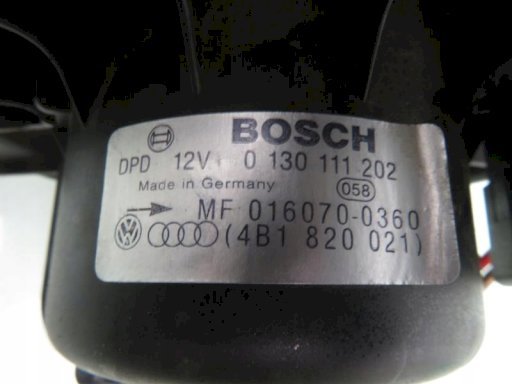 BOSCH
DPD 12V 0 130 111 202
Made in Germany 058
MF 016070-0360
(4B1 820 021)